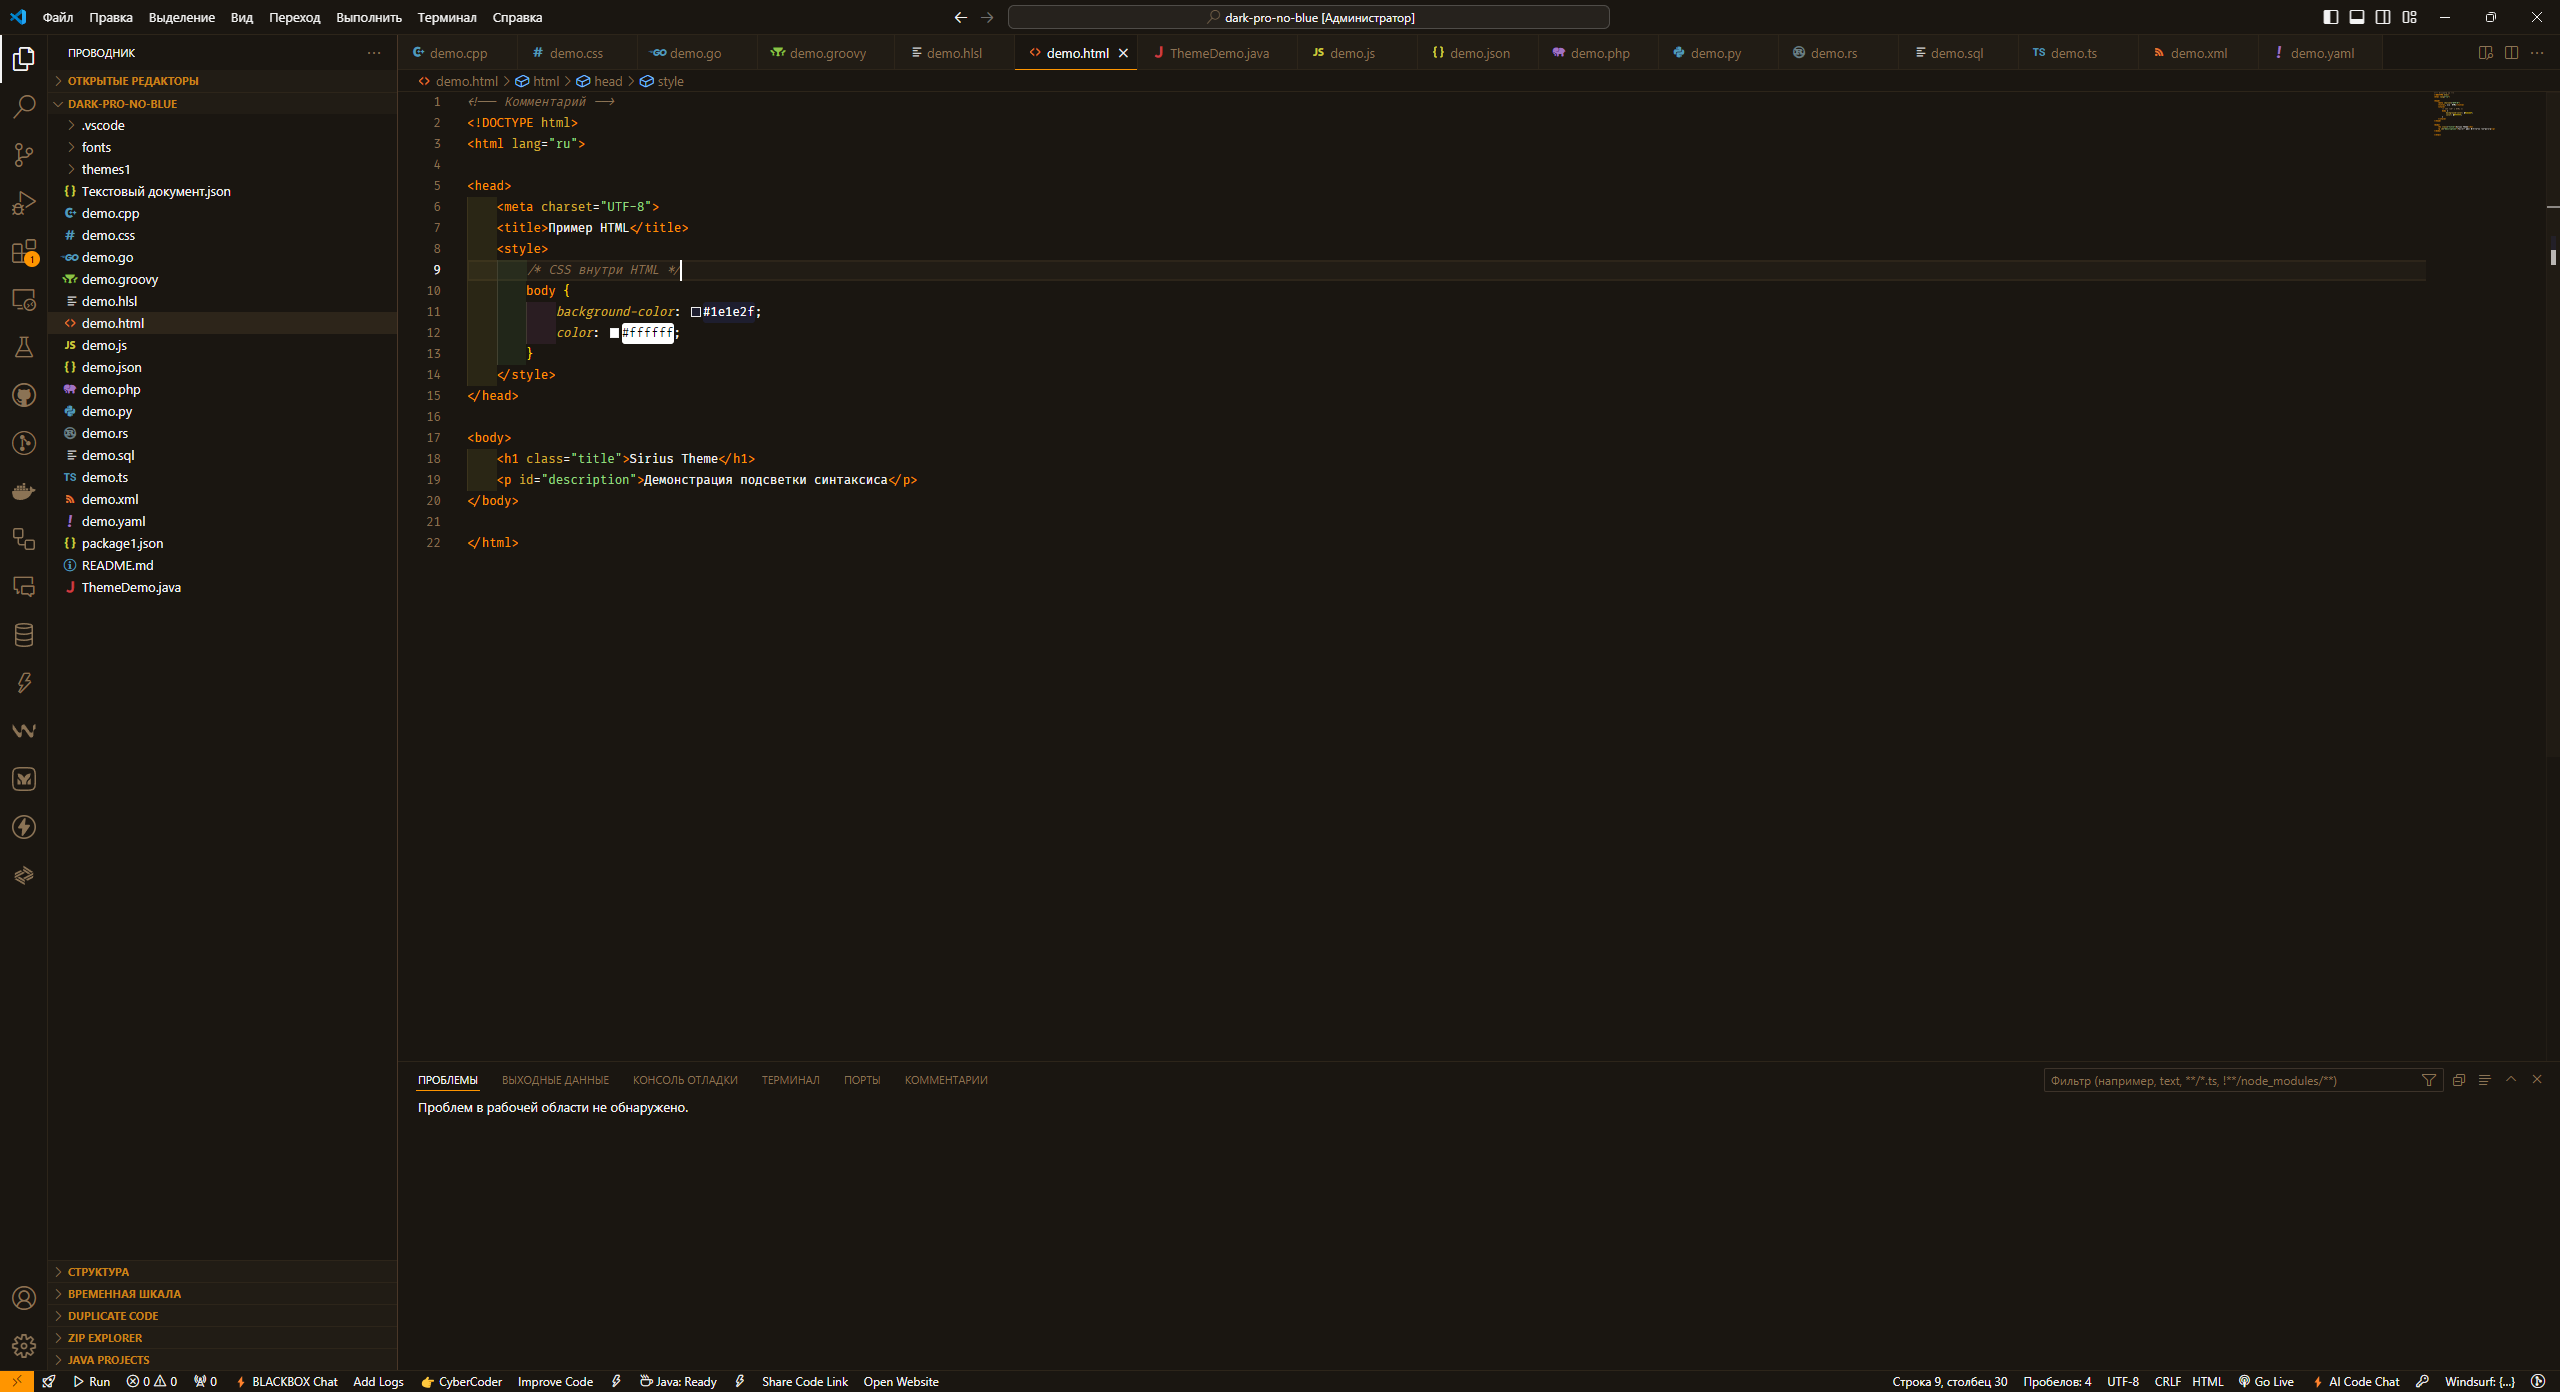 Файл Правка Выделение Вид Переход Выполнить Терминал Справка
dark-pro-no-blue [Администратор]
ПРОВОДНИК
ОТКРЫТЫЕ РЕДАКТОРЫ
DARK-PRO-NO-BLUE
.vscode
fonts
themes1
{} Текстовый документ.json
demo.cpp
# demo.css
GO demo.go
demo.groovy
demo.hlsl
<> demo.html
JS demo.js
{} demo.json
demo.php
demo.py
demo.rs
demo.sql
TS demo.ts
demo.xml
! demo.yaml
{} package1.json
README.md
J ThemeDemo.java
СТРУКТУРА
ВРЕМЕННАЯ ШКАЛА
DUPLICATE CODE
ZIP EXPLORER
JAVA PROJECTS
1
demo.cpp # demo.css GO demo.go demo.groovy demo.hlsl <> demo.html J ThemeDemo.java JS demo.js {} demo.json demo.php demo.py demo.rs demo.sql TS demo.ts demo.xml ! demo.yaml
<> demo.html > html > head > style
1 <!-- Комментарий -->
2 <!DOCTYPE html>
3 <html lang="ru">
4
5 <head>
6 <meta charset="UTF-8">
7 <title>Пример HTML</title>
8 <style>
9 /* CSS внутри HTML */
10 body {
11 background-color: #1e1e2f;
12 color: #ffffff;
13 }
14 </style>
15 </head>
16
17 <body>
18 <h1 class="title">Sirius Theme</h1>
19 <p id="description">Демонстрация подсветки синтаксиса</p>
20 </body>
21
22 </html>
ПРОБЛЕМЫ ВЫХОДНЫЕ ДАННЫЕ КОНСОЛЬ ОТЛАДКИ ТЕРМИНАЛ ПОРТЫ КОММЕНТАРИИ
Фильтр (например, text, **/*.ts, !**/node_modules/**)
Проблем в рабочей области не обнаружено.
Run 0 0 0 BLACKBOX Chat Add Logs CyberCoder Improve Code Java: Ready Share Code Link Open Website
Строка 9, столбец 30 Пробелов: 4 UTF-8 CRLF HTML Go Live AI Code Chat Windsurf: {...}